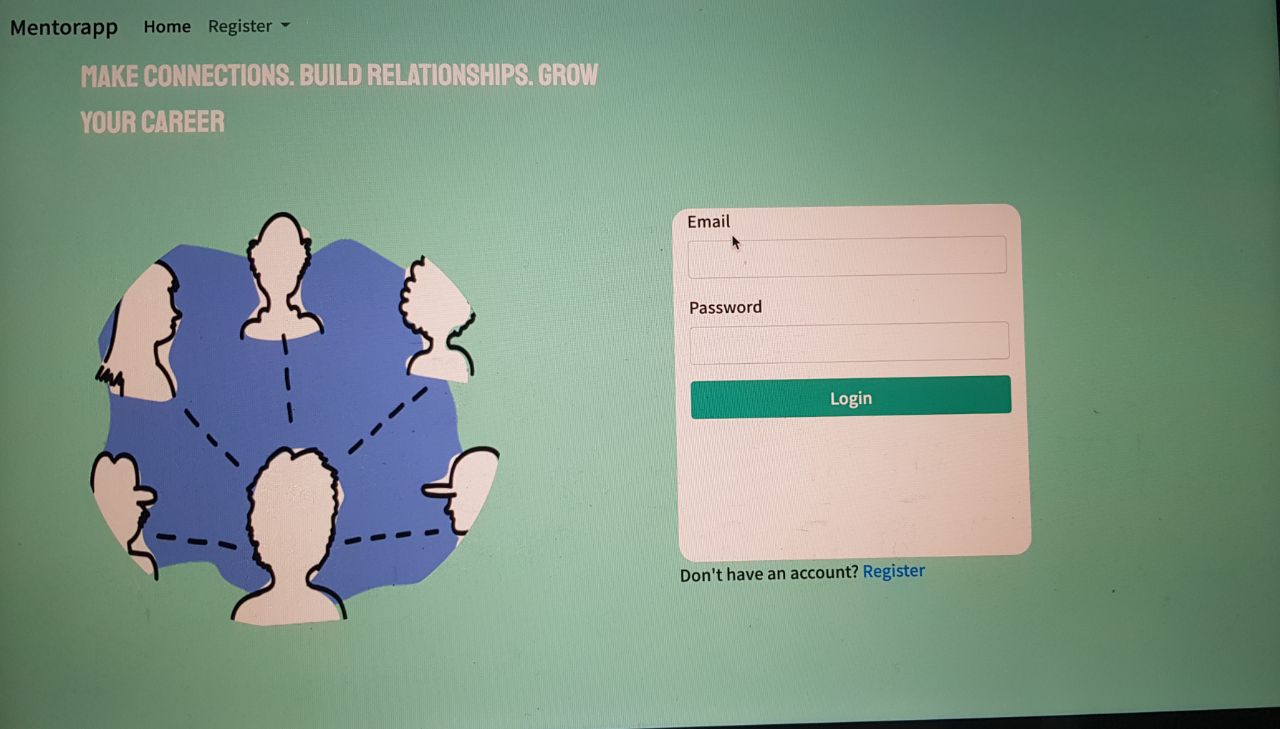 Mentorapp Home Register
MAKE CONNECTIONS. BUILD RELATIONSHIPS. GROW
YOUR CAREER
Email
Password
Login
Don't have an account? Register